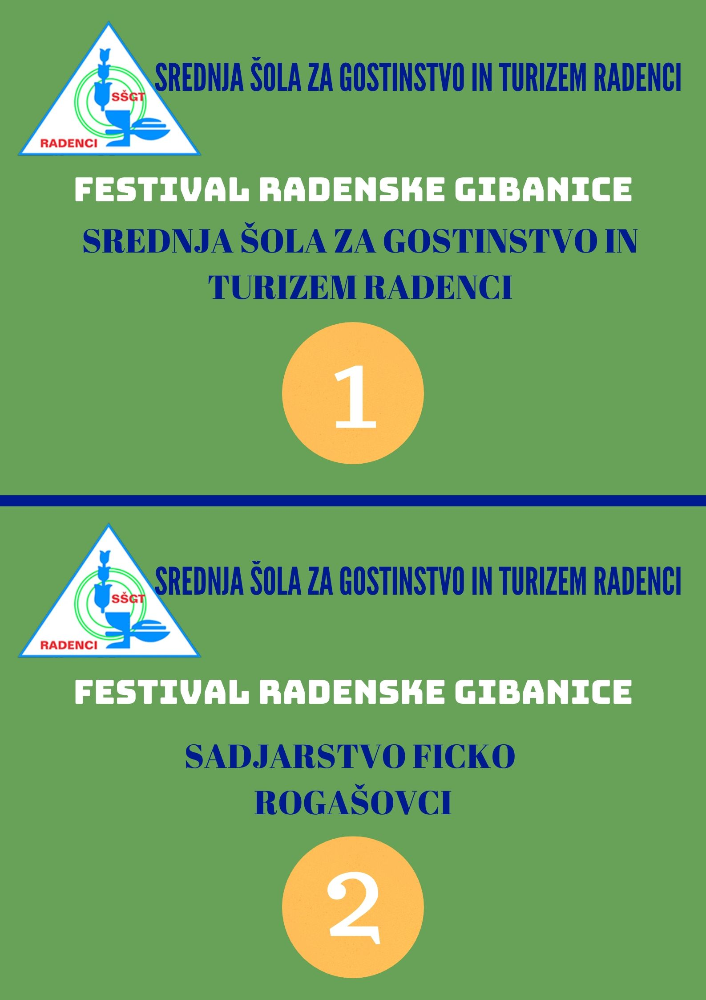 SREDNJA ŠOLA ZA GOSTINSTVO IN TURIZEM RADENCI
SŠGT
RADENCI
FESTIVAL RADENSKE GIBANICE
SREDNJA ŠOLA ZA GOSTINSTVO IN
TURIZEM RADENCI
1
SREDNJA ŠOLA ZA GOSTINSTVO IN TURIZEM RADENCI
SŠGT
RADENCI
FESTIVAL RADENSKE GIBANICE
SADJARSTVO FICKO
ROGAŠOVCI
2